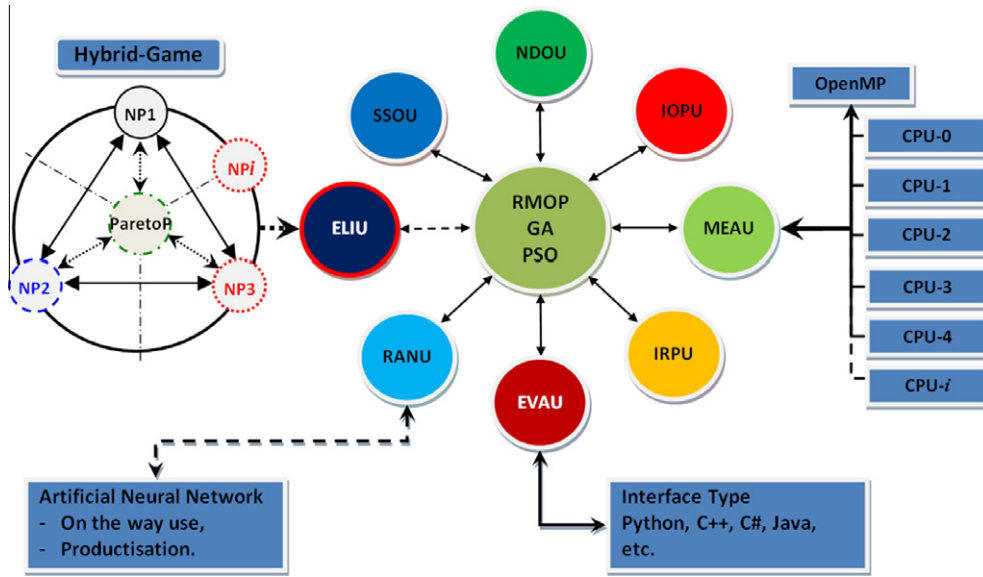 Hybrid-Game
NP1
NPi
ParetoP
NP2
NP3
NDOU
SSOU
IOPU
ELIU
RMOP
GA
PSO
MEAU
RANU
IRPU
EVAU
OpenMP
CPU-0
CPU-1
CPU-2
CPU-3
CPU-4
CPU-i
Artificial Neural Network
- On the way use,
- Productisation.
Interface Type
Python, C++, C#, Java,
etc.